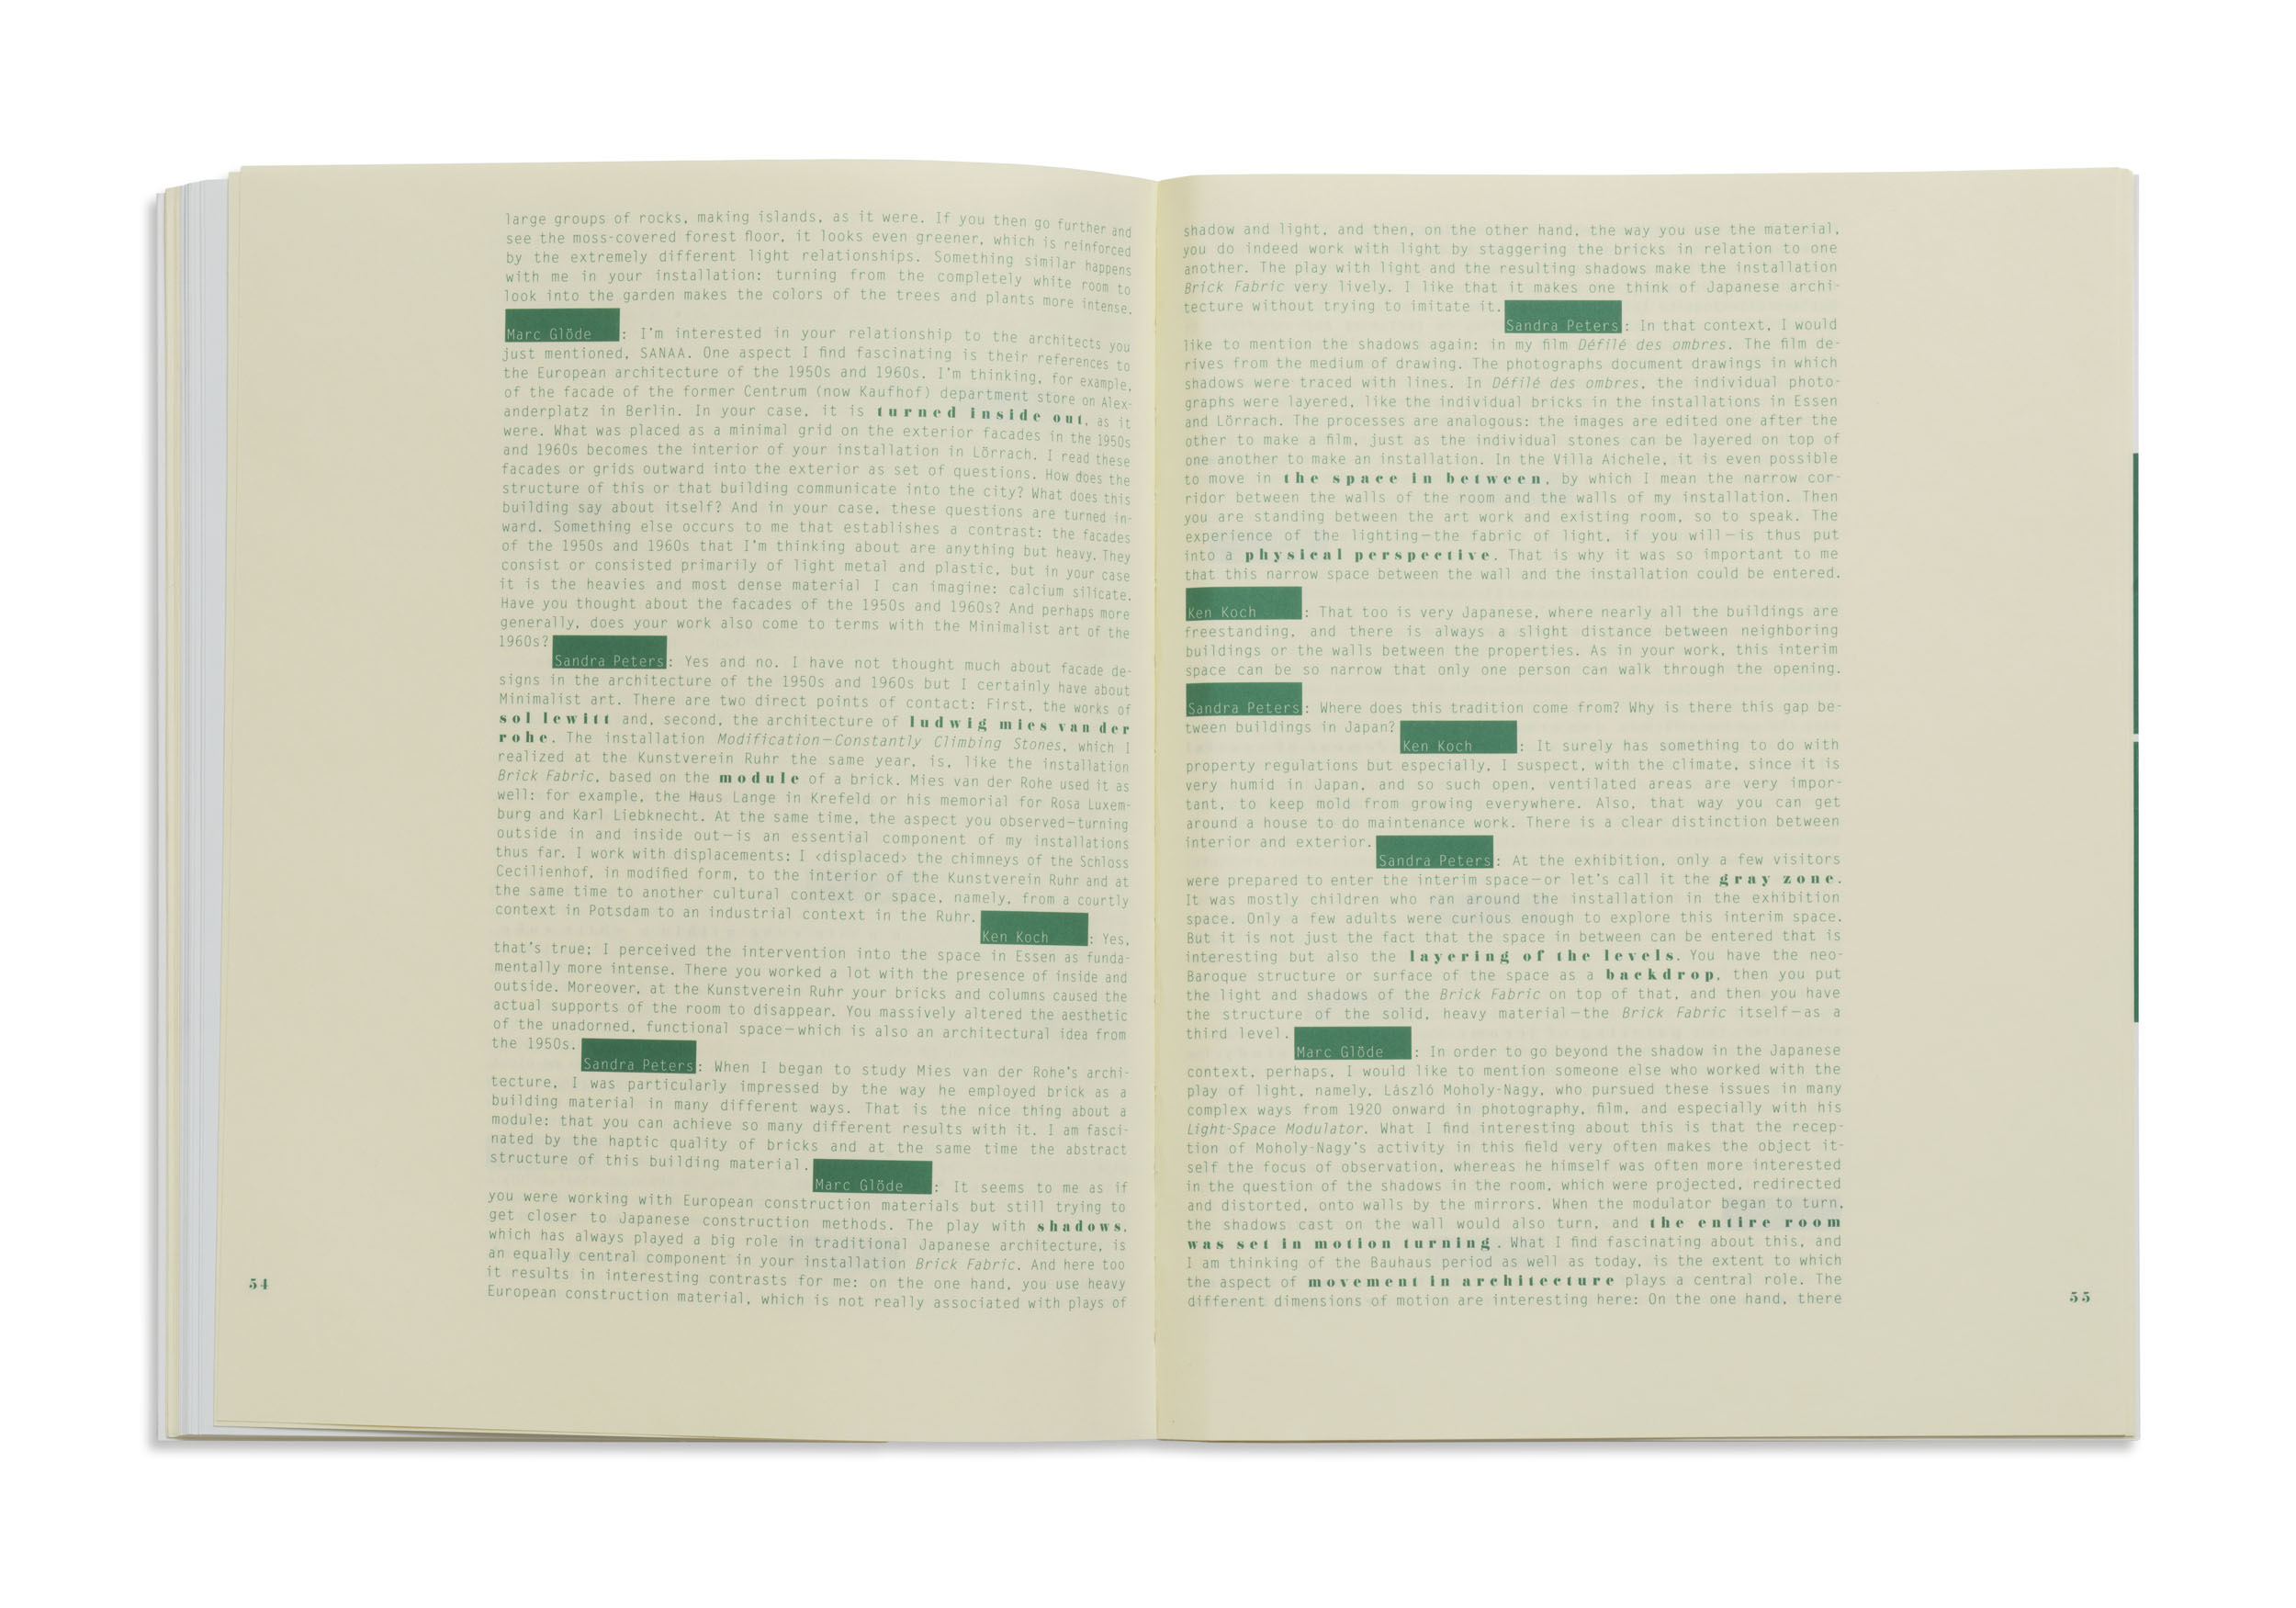 large groups of rocks, making islands, as it were. If you then go further and
see the moss-covered forest floor, it looks even greener, which is reinforced
by the extremely different light relationships. Something similar happens
with me in your installation: turning from the completely white room to
look into the garden makes the colors of the trees and plants more intense.
Marc Glöde : I'm interested in your relationship to the architects you
just mentioned, SANAA. One aspect I find fascinating is their references to
the European architecture of the 1950s and 1960s. I'm thinking, for example,
of the facade of the former Centrum (now Kaufhof) department store on Alex-
anderplatz in Berlin. In your case, it is turned inside out, as it
were. What was placed as a minimal grid on the exterior facades in the 1950s
and 1960s becomes the interior of your installation in Lörrach. I read these
facades or grids outward into the exterior as set of questions. How does the
structure of this or that building communicate into the city? What does this
building say about itself? And in your case, these questions are turned in-
ward. Something else occurs to me that establishes a contrast: the facades
of the 1950s and 1960s that I'm thinking about are anything but heavy. They
consist or consisted primarily of light metal and plastic, but in your case
it is the heavies and most dense material I can imagine: calcium silicate.
Have you thought about the facades of the 1950s and 1960s? And perhaps more
generally, does your work also come to terms with the Minimalist art of the
1960s?
Sandra Peters: Yes and no. I have not thought much about facade de-
signs in the architecture of the 1950s and 1960s but I certainly have about
Minimalist art. There are two direct points of contact: First, the works of
sol lewitt and, second, the architecture of ludwig mies van der
rohe. The installation Modification—Constantly Climbing Stones, which I
realized at the Kunstverein Ruhr the same year, is, like the installation
Brick Fabric, based on the module of a brick. Mies van der Rohe used it as
well: for example, the Haus Lange in Krefeld or his memorial for Rosa Luxem-
burg and Karl Liebknecht. At the same time, the aspect you observed—turning
outside in and inside out—is an essential component of my installations
thus far. I work with displacements: I ‹displaced› the chimneys of the Schloss
Cecilienhof, in modified form, to the interior of the Kunstverein Ruhr and at
the same time to another cultural context or space, namely, from a courtly
context in Potsdam to an industrial context in the Ruhr.
Ken Koch : Yes,
that's true; I perceived the intervention into the space in Essen as funda-
mentally more intense. There you worked a lot with the presence of inside and
outside. Moreover, at the Kunstverein Ruhr your bricks and columns caused the
actual supports of the room to disappear. You massively altered the aesthetic
of the unadorned, functional space—which is also an architectural idea from
the 1950s.
Sandra Peters: When I began to study Mies van der Rohe's archi-
tecture, I was particularly impressed by the way he employed brick as a
building material in many different ways. That is the nice thing about a
module: that you can achieve so many different results with it. I am fasci-
nated by the haptic quality of bricks and at the same time the abstract
structure of this building material.
Marc Glöde : It seems to me as if
you were working with European construction materials but still trying to
get closer to Japanese construction methods. The play with shadows,
which has always played a big role in traditional Japanese architecture, is
an equally central component in your installation Brick Fabric. And here too
it results in interesting contrasts for me: on the one hand, you use heavy
European construction material, which is not really associated with plays of
54
shadow and light, and then, on the other hand, the way you use the material,
you do indeed work with light by staggering the bricks in relation to one
another. The play with light and the resulting shadows make the installation
Brick Fabric very lively. I like that it makes one think of Japanese archi-
tecture without trying to imitate it.
Sandra Peters: In that context, I would
like to mention the shadows again: in my film Défilé des ombres. The film de-
rives from the medium of drawing. The photographs document drawings in which
shadows were traced with lines. In Défilé des ombres, the individual photo-
graphs were layered, like the individual bricks in the installations in Essen
and Lörrach. The processes are analogous: the images are edited one after the
other to make a film, just as the individual stones can be layered on top of
one another to make an installation. In the Villa Aichele, it is even possible
to move in the space in between, by which I mean the narrow cor-
ridor between the walls of the room and the walls of my installation. Then
you are standing between the art work and existing room, so to speak. The
experience of the lighting—the fabric of light, if you will—is thus put
into a physical perspective. That is why it was so important to me
that this narrow space between the wall and the installation could be entered.
Ken Koch : That too is very Japanese, where nearly all the buildings are
freestanding, and there is always a slight distance between neighboring
buildings or the walls between the properties. As in your work, this interim
space can be so narrow that only one person can walk through the opening.
Sandra Peters: Where does this tradition come from? Why is there this gap be-
tween buildings in Japan?
Ken Koch : It surely has something to do with
property regulations but especially, I suspect, with the climate, since it is
very humid in Japan, and so such open, ventilated areas are very impor-
tant, to keep mold from growing everywhere. Also, that way you can get
around a house to do maintenance work. There is a clear distinction between
interior and exterior.
Sandra Peters: At the exhibition, only a few visitors
were prepared to enter the interim space—or let's call it the gray zone.
It was mostly children who ran around the installation in the exhibition
space. Only a few adults were curious enough to explore this interim space.
But it is not just the fact that the space in between can be entered that is
interesting but also the layering of the levels. You have the neo-
Baroque structure or surface of the space as a backdrop, then you put
the light and shadows of the Brick Fabric on top of that, and then you have
the structure of the solid, heavy material—the Brick Fabric itself—as a
third level.
Marc Glöde : In order to go beyond the shadow in the Japanese
context, perhaps, I would like to mention someone else who worked with the
play of light, namely, László Moholy-Nagy, who pursued these issues in many
complex ways from 1920 onward in photography, film, and especially with his
Light-Space Modulator. What I find interesting about this is that the recep-
tion of Moholy-Nagy's activity in this field very often makes the object it-
self the focus of observation, whereas he himself was often more interested
in the question of the shadows in the room, which were projected, redirected
and distorted, onto walls by the mirrors. When the modulator began to turn,
the shadows cast on the wall would also turn, and the entire room
was set in motion turning. What I find fascinating about this, and
I am thinking of the Bauhaus period as well as today, is the extent to which
the aspect of movement in architecture plays a central role. The
different dimensions of motion are interesting here: On the one hand, there
55